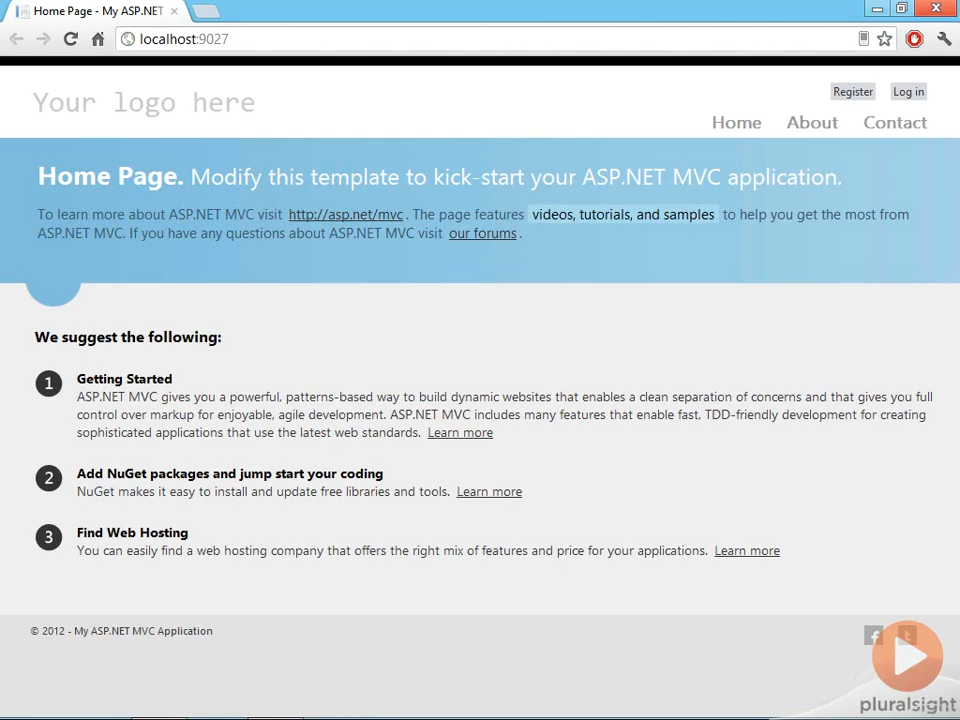 Home Page - My ASP.NET
localhost:9027
Your logo here
Register Log in
Home About Contact
Home Page. Modify this template to kick-start your ASP.NET MVC application.
To learn more about ASP.NET MVC visit http://asp.net/mvc . The page features videos, tutorials, and samples to help you get the most from
ASP.NET MVC. If you have any questions about ASP.NET MVC visit our forums .
We suggest the following:
1 Getting Started
ASP.NET MVC gives you a powerful, patterns-based way to build dynamic websites that enables a clean separation of concerns and that gives you full
control over markup for enjoyable, agile development. ASP.NET MVC includes many features that enable fast, TDD-friendly development for creating
sophisticated applications that use the latest web standards. Learn more
2 Add NuGet packages and jump start your coding
NuGet makes it easy to install and update free libraries and tools. Learn more
3 Find Web Hosting
You can easily find a web hosting company that offers the right mix of features and price for your applications. Learn more
© 2012 - My ASP.NET MVC Application
pluralsight